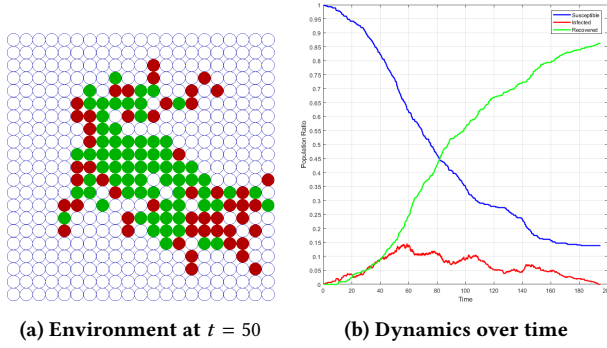 1
0.95
0.9
0.85
0.8
0.75
0.7
0.65
0.6
0.55
0.5
0.45
0.4
0.35
0.3
0.25
0.2
0.15
0.1
0.05
0
Population Ratio
Susceptible
Infected
Recovered
0 20 40 60 80 100 120 140 160 180 200
Time
(a) Environment at t = 50
(b) Dynamics over time